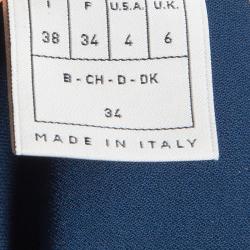 I F U.S.A. U.K.
38 34 4 6
B - CH - D - DK
34
MADE IN ITALY